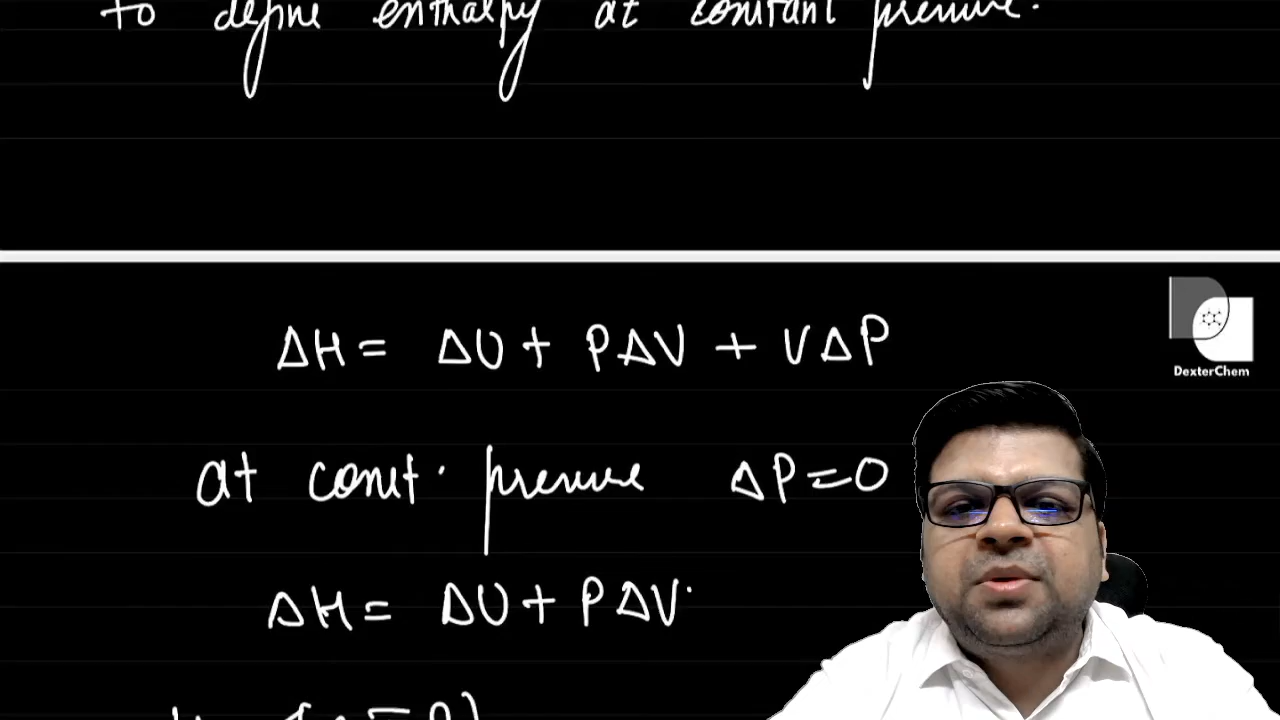 to define enthalpy at constant pressure.
DexterChem
ΔH = ΔU + PΔV + VΔP
at const. pressure ΔP=0
ΔH = ΔU + PΔV